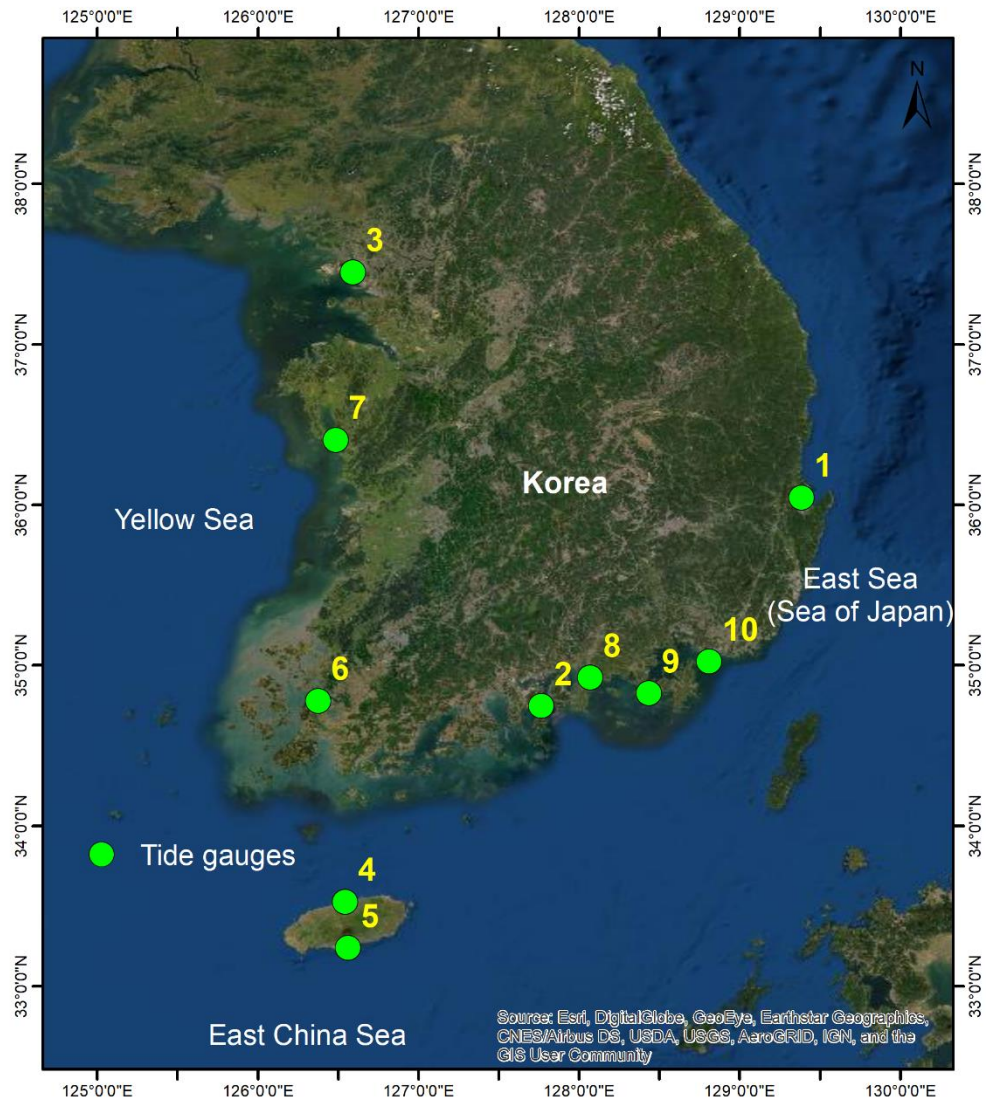 125°0'0"E 126°0'0"E 127°0'0"E 128°0'0"E 129°0'0"E 130°0'0"E
N
38°0'0"N
38°0'0"N
3
37°0'0"N
37°0'0"N
7
Korea
1
36°0'0"N
36°0'0"N
Yellow Sea
East Sea
(Sea of Japan)
10
8
9
2
6
35°0'0"N
35°0'0"N
34°0'0"N
34°0'0"N
Tide gauges
4
5
33°0'0"N
33°0'0"N
East China Sea
Source: Esri, DigitalGlobe, GeoEye, Earthstar Geographics,
CNES/Airbus DS, USDA, USGS, AeroGRID, IGN, and the
GIS User Community
125°0'0"E 126°0'0"E 127°0'0"E 128°0'0"E 129°0'0"E 130°0'0"E